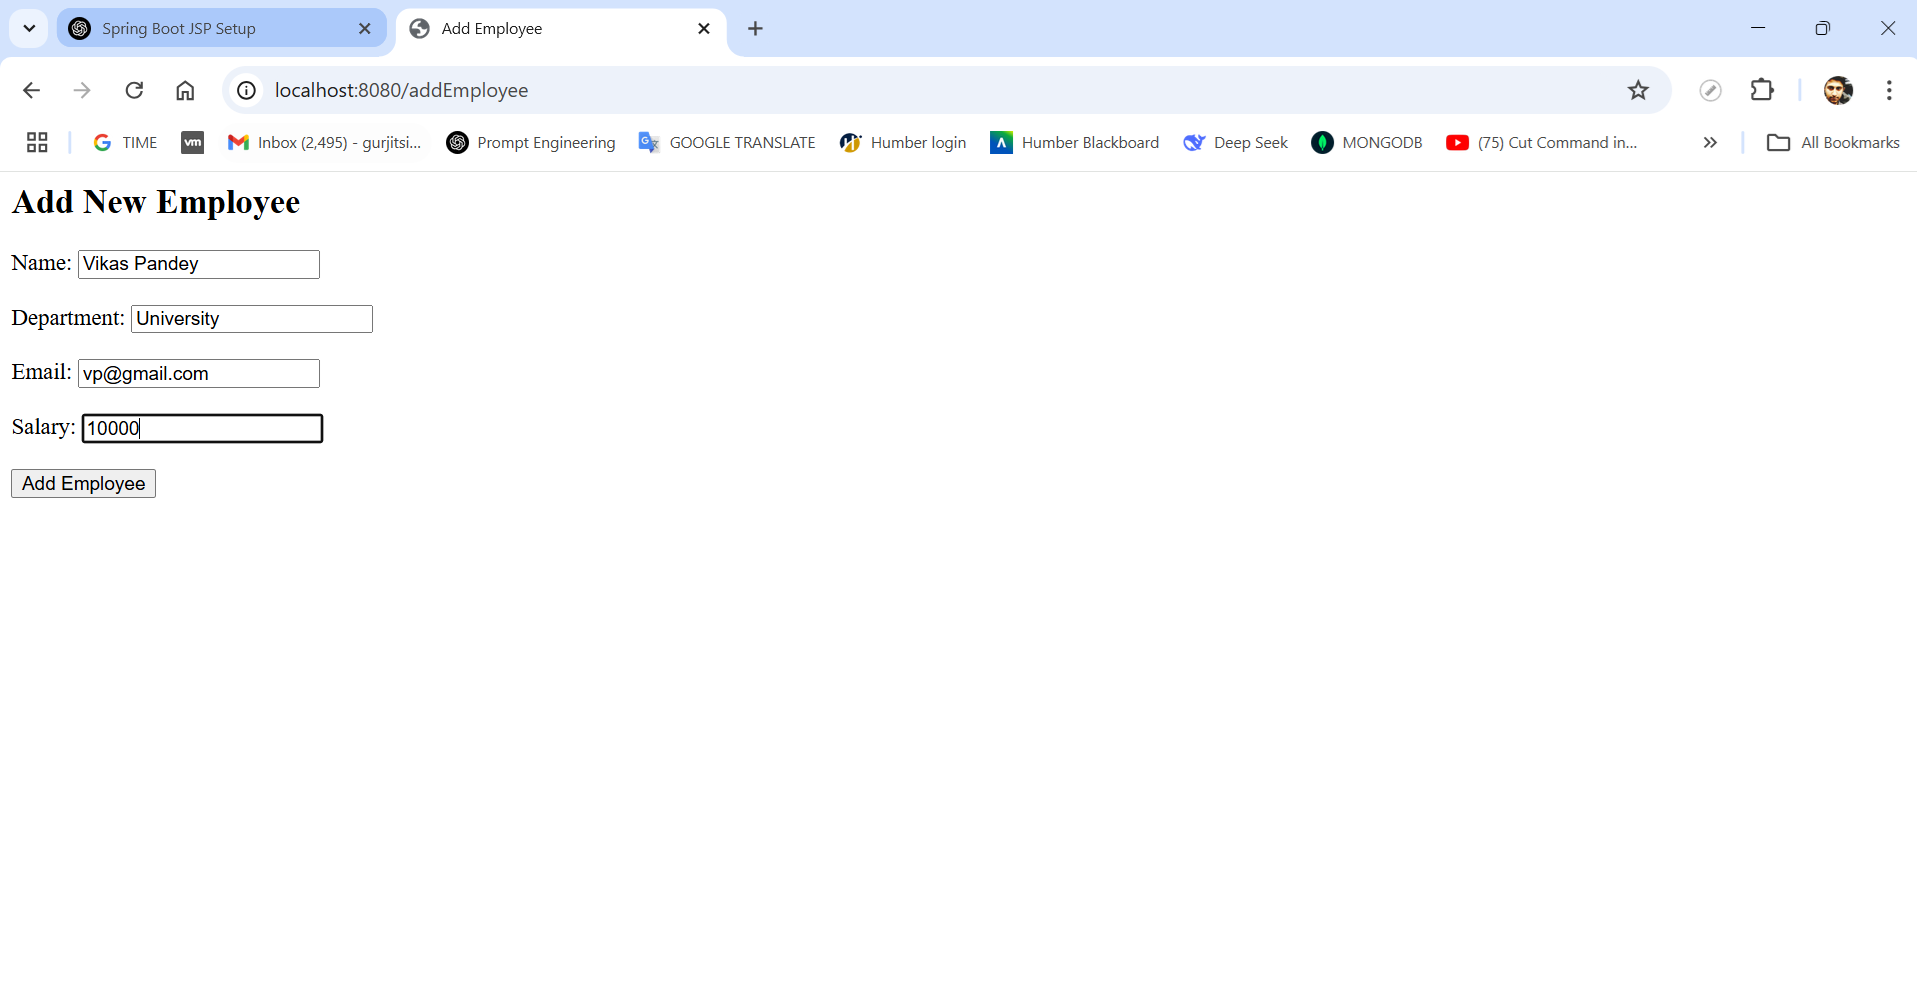 Spring Boot JSP Setup
Add Employee
localhost:8080/addEmployee
TIME
vm
Inbox (2,495) - gurjitsi...
Prompt Engineering
GOOGLE TRANSLATE
Humber login
Humber Blackboard
Deep Seek
MONGODB
(75) Cut Command in...
All Bookmarks
Add New Employee
Name: Vikas Pandey
Department: University
Email: vp@gmail.com
Salary: 10000
Add Employee